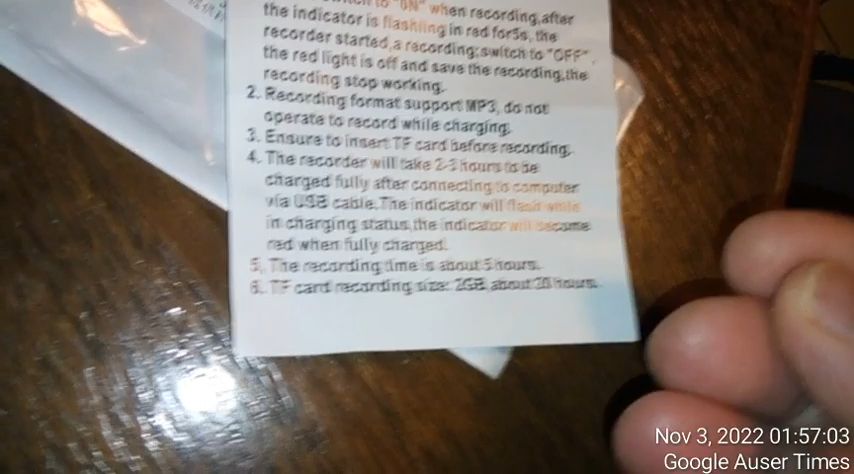 "ON" when recording,after
the indicator is flashling in red for5s, the
recorder started,a recording;switch to "OFF",
the red light is off and save the recording,the
recording stop working.
2. Recording format support MP3, do not
operate to record while charging.
3. Ensure to insert TF card before recording.
4. The recorder will take 2-3 hours to be
charged fully after connecting to computer
via USB cable.The indicator will flash while
in charging status,the indicator will become
red when fully charged.
5. The recording time is about 5 hours.
6. TF card recording size: 2GB, about hours.
Nov 3, 2022 01:57:03
Google Auser Times